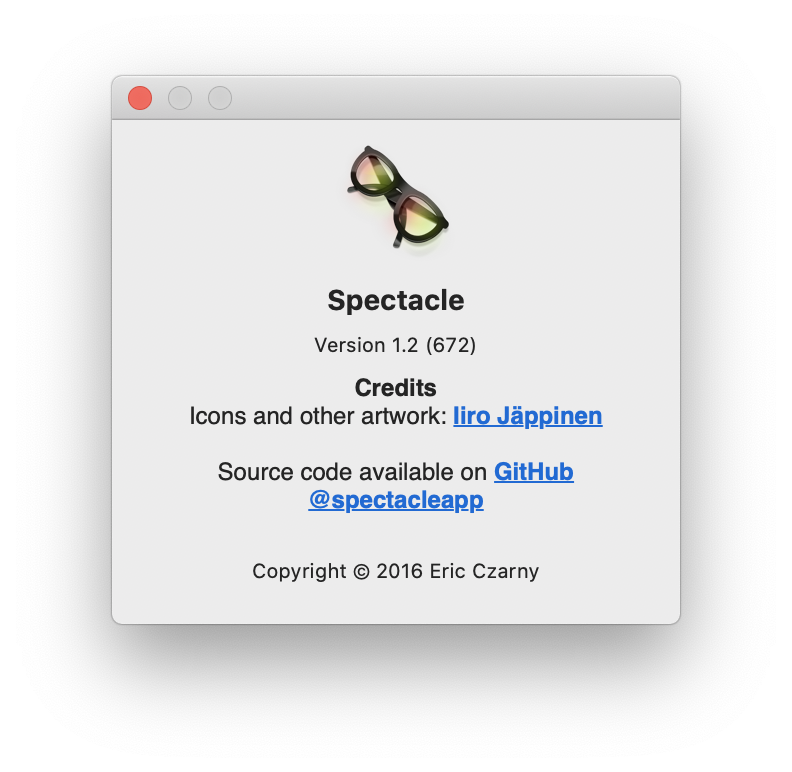 Spectacle
Version 1.2 (672)
Credits
Icons and other artwork: Iiro Jäppinen
Source code available on GitHub
@spectacleapp
Copyright © 2016 Eric Czarny